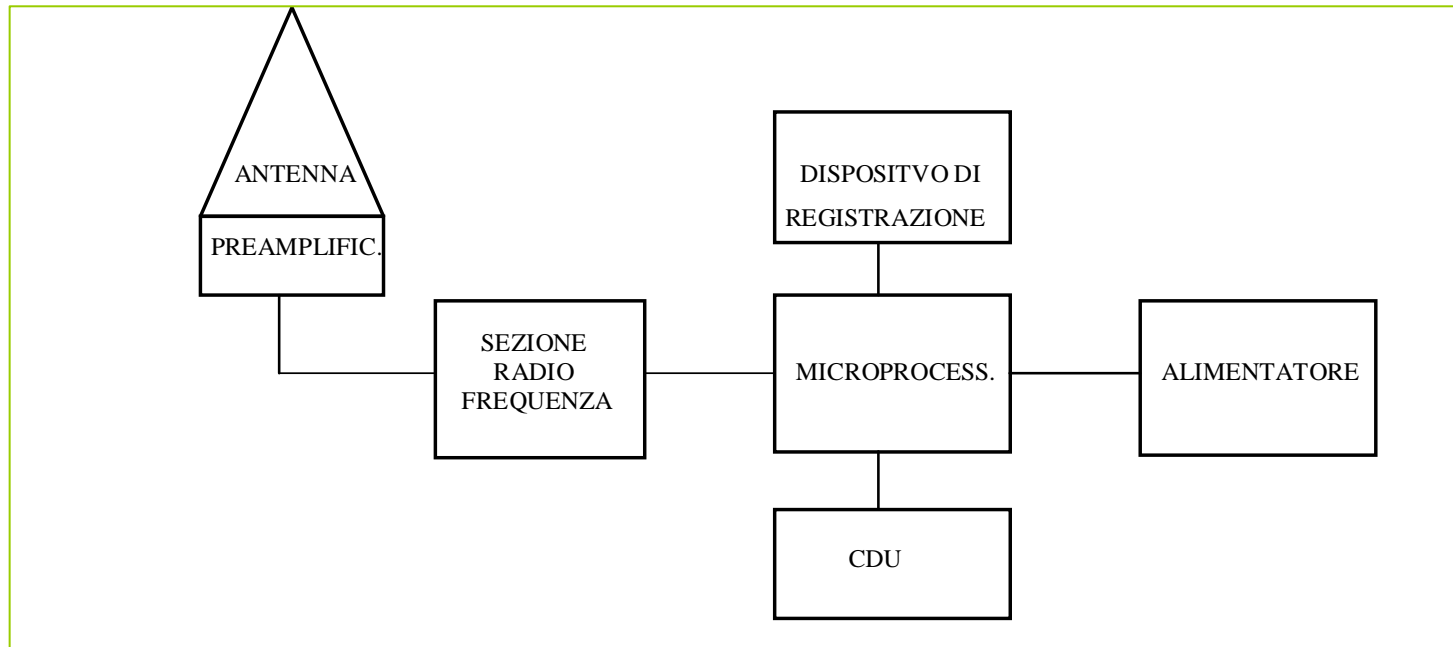 ANTENNA
PREAMPLIFIC.
SEZIONE
RADIO
FREQUENZA
DISPOSITVO DI
REGISTRAZIONE
MICROPROCESS.
CDU
ALIMENTATORE